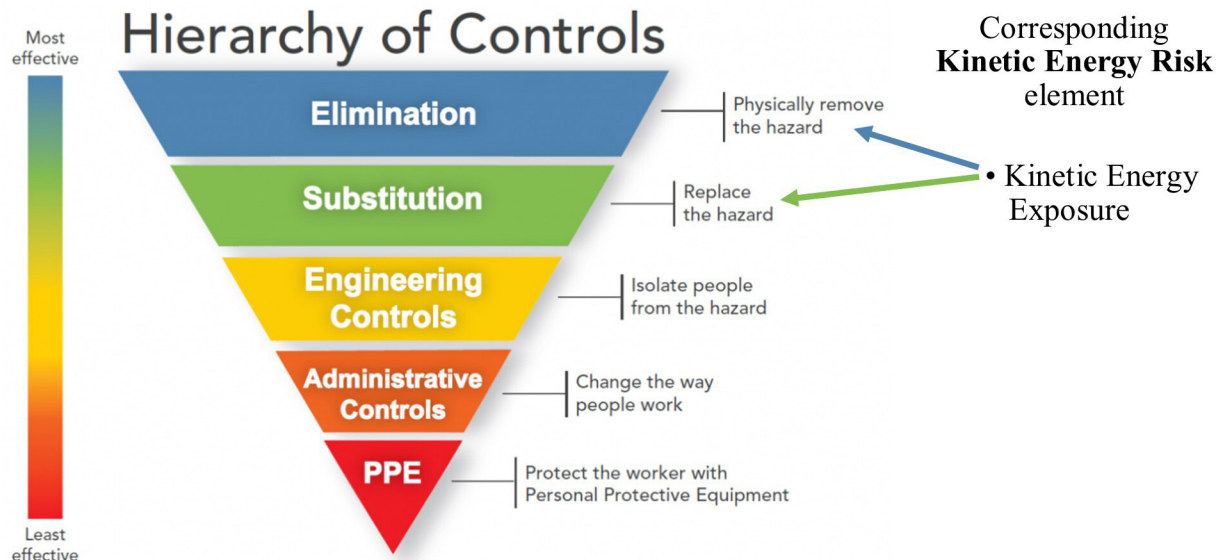 Most
effective
Hierarchy of Controls
Corresponding
Kinetic Energy Risk
element
Elimination
Physically remove
the hazard
• Kinetic Energy
Exposure
Substitution
Replace
the hazard
Engineering
Controls
Isolate people
from the hazard
Administrative
Controls
Change the way
people work
PPE
Protect the worker with
Personal Protective Equipment
Least
effective